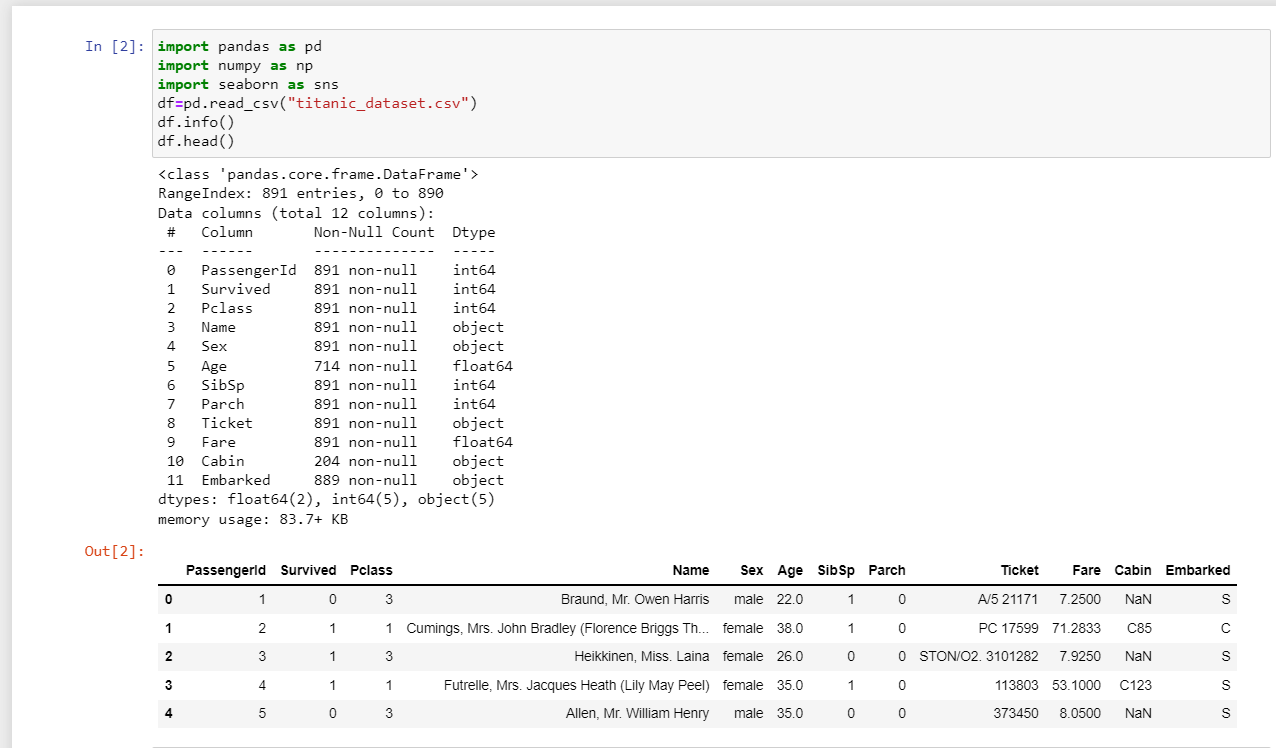 In [2]: import pandas as pd
import numpy as np
import seaborn as sns
df=pd.read_csv("titanic_dataset.csv")
df.info()
df.head()
<class 'pandas.core.frame.DataFrame'>
RangeIndex: 891 entries, 0 to 890
Data columns (total 12 columns):
 #   Column       Non-Null Count  Dtype
---  ------       --------------  -----
 0   PassengerId  891 non-null    int64
 1   Survived     891 non-null    int64
 2   Pclass       891 non-null    int64
 3   Name         891 non-null    object
 4   Sex          891 non-null    object
 5   Age          714 non-null    float64
 6   SibSp        891 non-null    int64
 7   Parch        891 non-null    int64
 8   Ticket       891 non-null    object
 9   Fare         891 non-null    float64
 10  Cabin        204 non-null    object
 11  Embarked     889 non-null    object
dtypes: float64(2), int64(5), object(5)
memory usage: 83.7+ KB
Out[2]:
PassengerId Survived Pclass Name Sex Age SibSp Parch Ticket Fare Cabin Embarked
0 1 0 3 Braund, Mr. Owen Harris male 22.0 1 0 A/5 21171 7.2500 NaN S
1 2 1 1 Cumings, Mrs. John Bradley (Florence Briggs Th... female 38.0 1 0 PC 17599 71.2833 C85 C
2 3 1 3 Heikkinen, Miss. Laina female 26.0 0 0 STON/O2. 3101282 7.9250 NaN S
3 4 1 1 Futrelle, Mrs. Jacques Heath (Lily May Peel) female 35.0 1 0 113803 53.1000 C123 S
4 5 0 3 Allen, Mr. William Henry male 35.0 0 0 373450 8.0500 NaN S